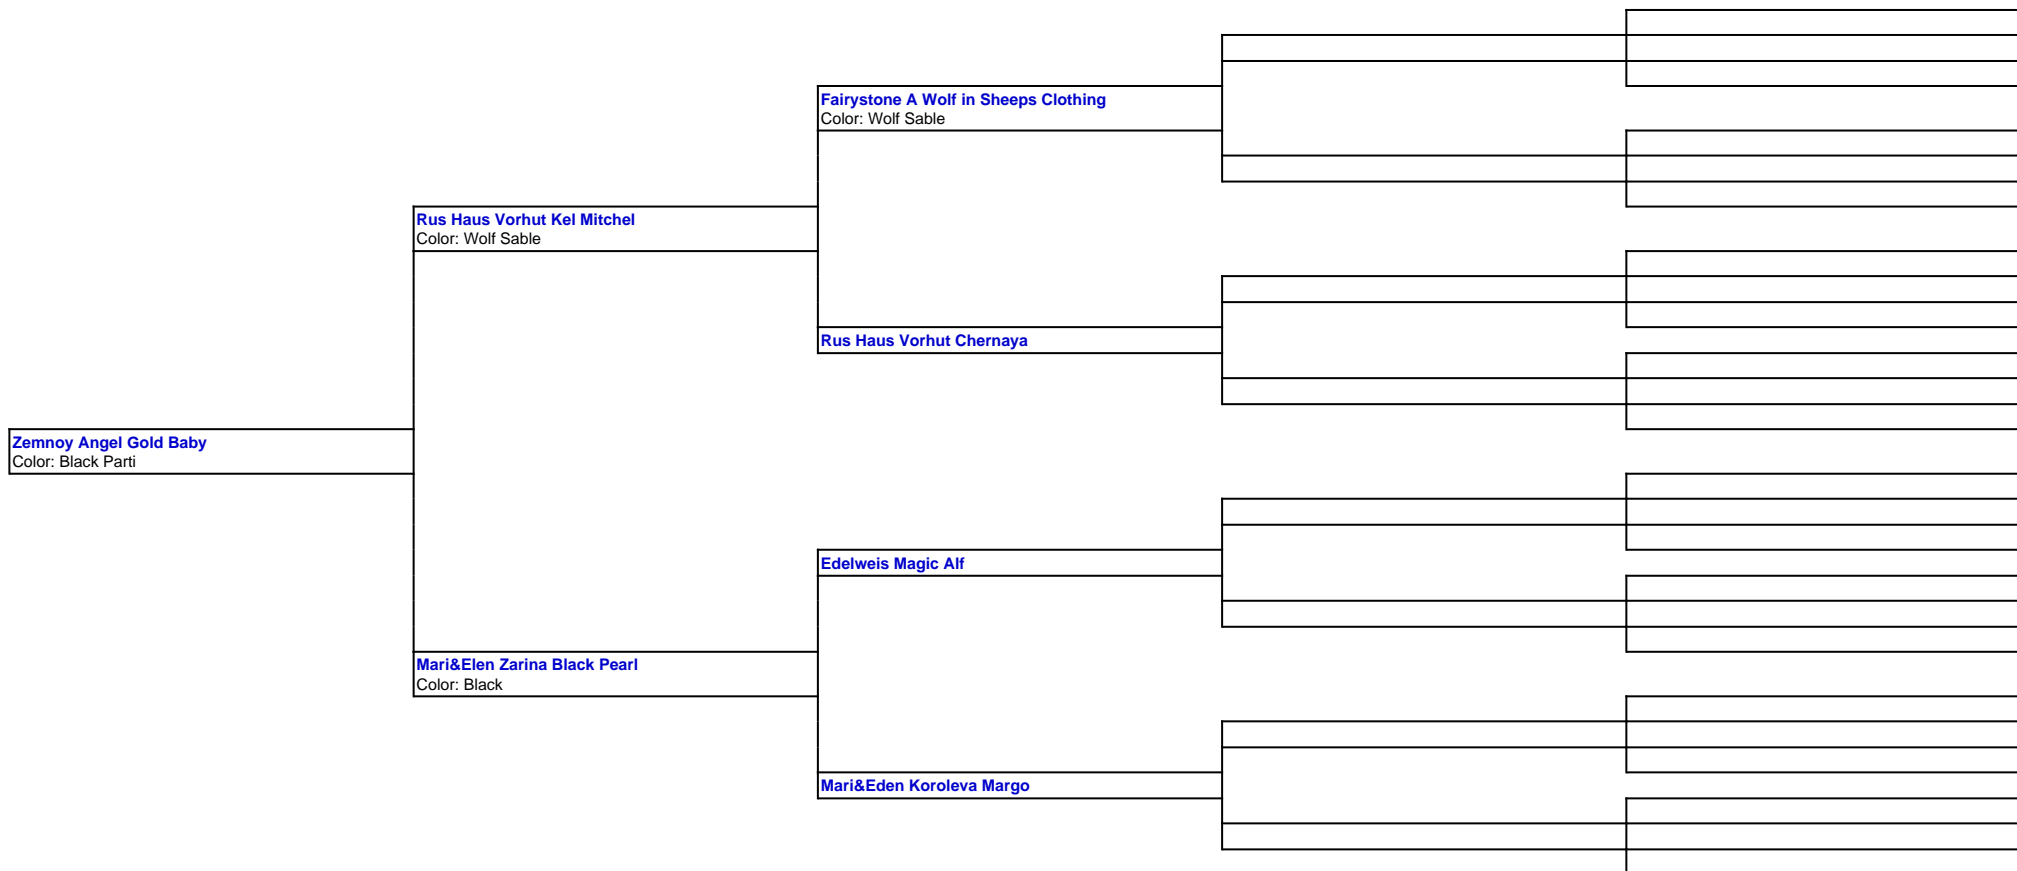 Fairystone A Wolf in Sheeps Clothing
Color: Wolf Sable
Rus Haus Vorhut Kel Mitchel
Color: Wolf Sable
Rus Haus Vorhut Chernaya
Zemnoy Angel Gold Baby
Color: Black Parti
Edelweis Magic Alf
Mari&Elen Zarina Black Pearl
Color: Black
Mari&Eden Koroleva Margo